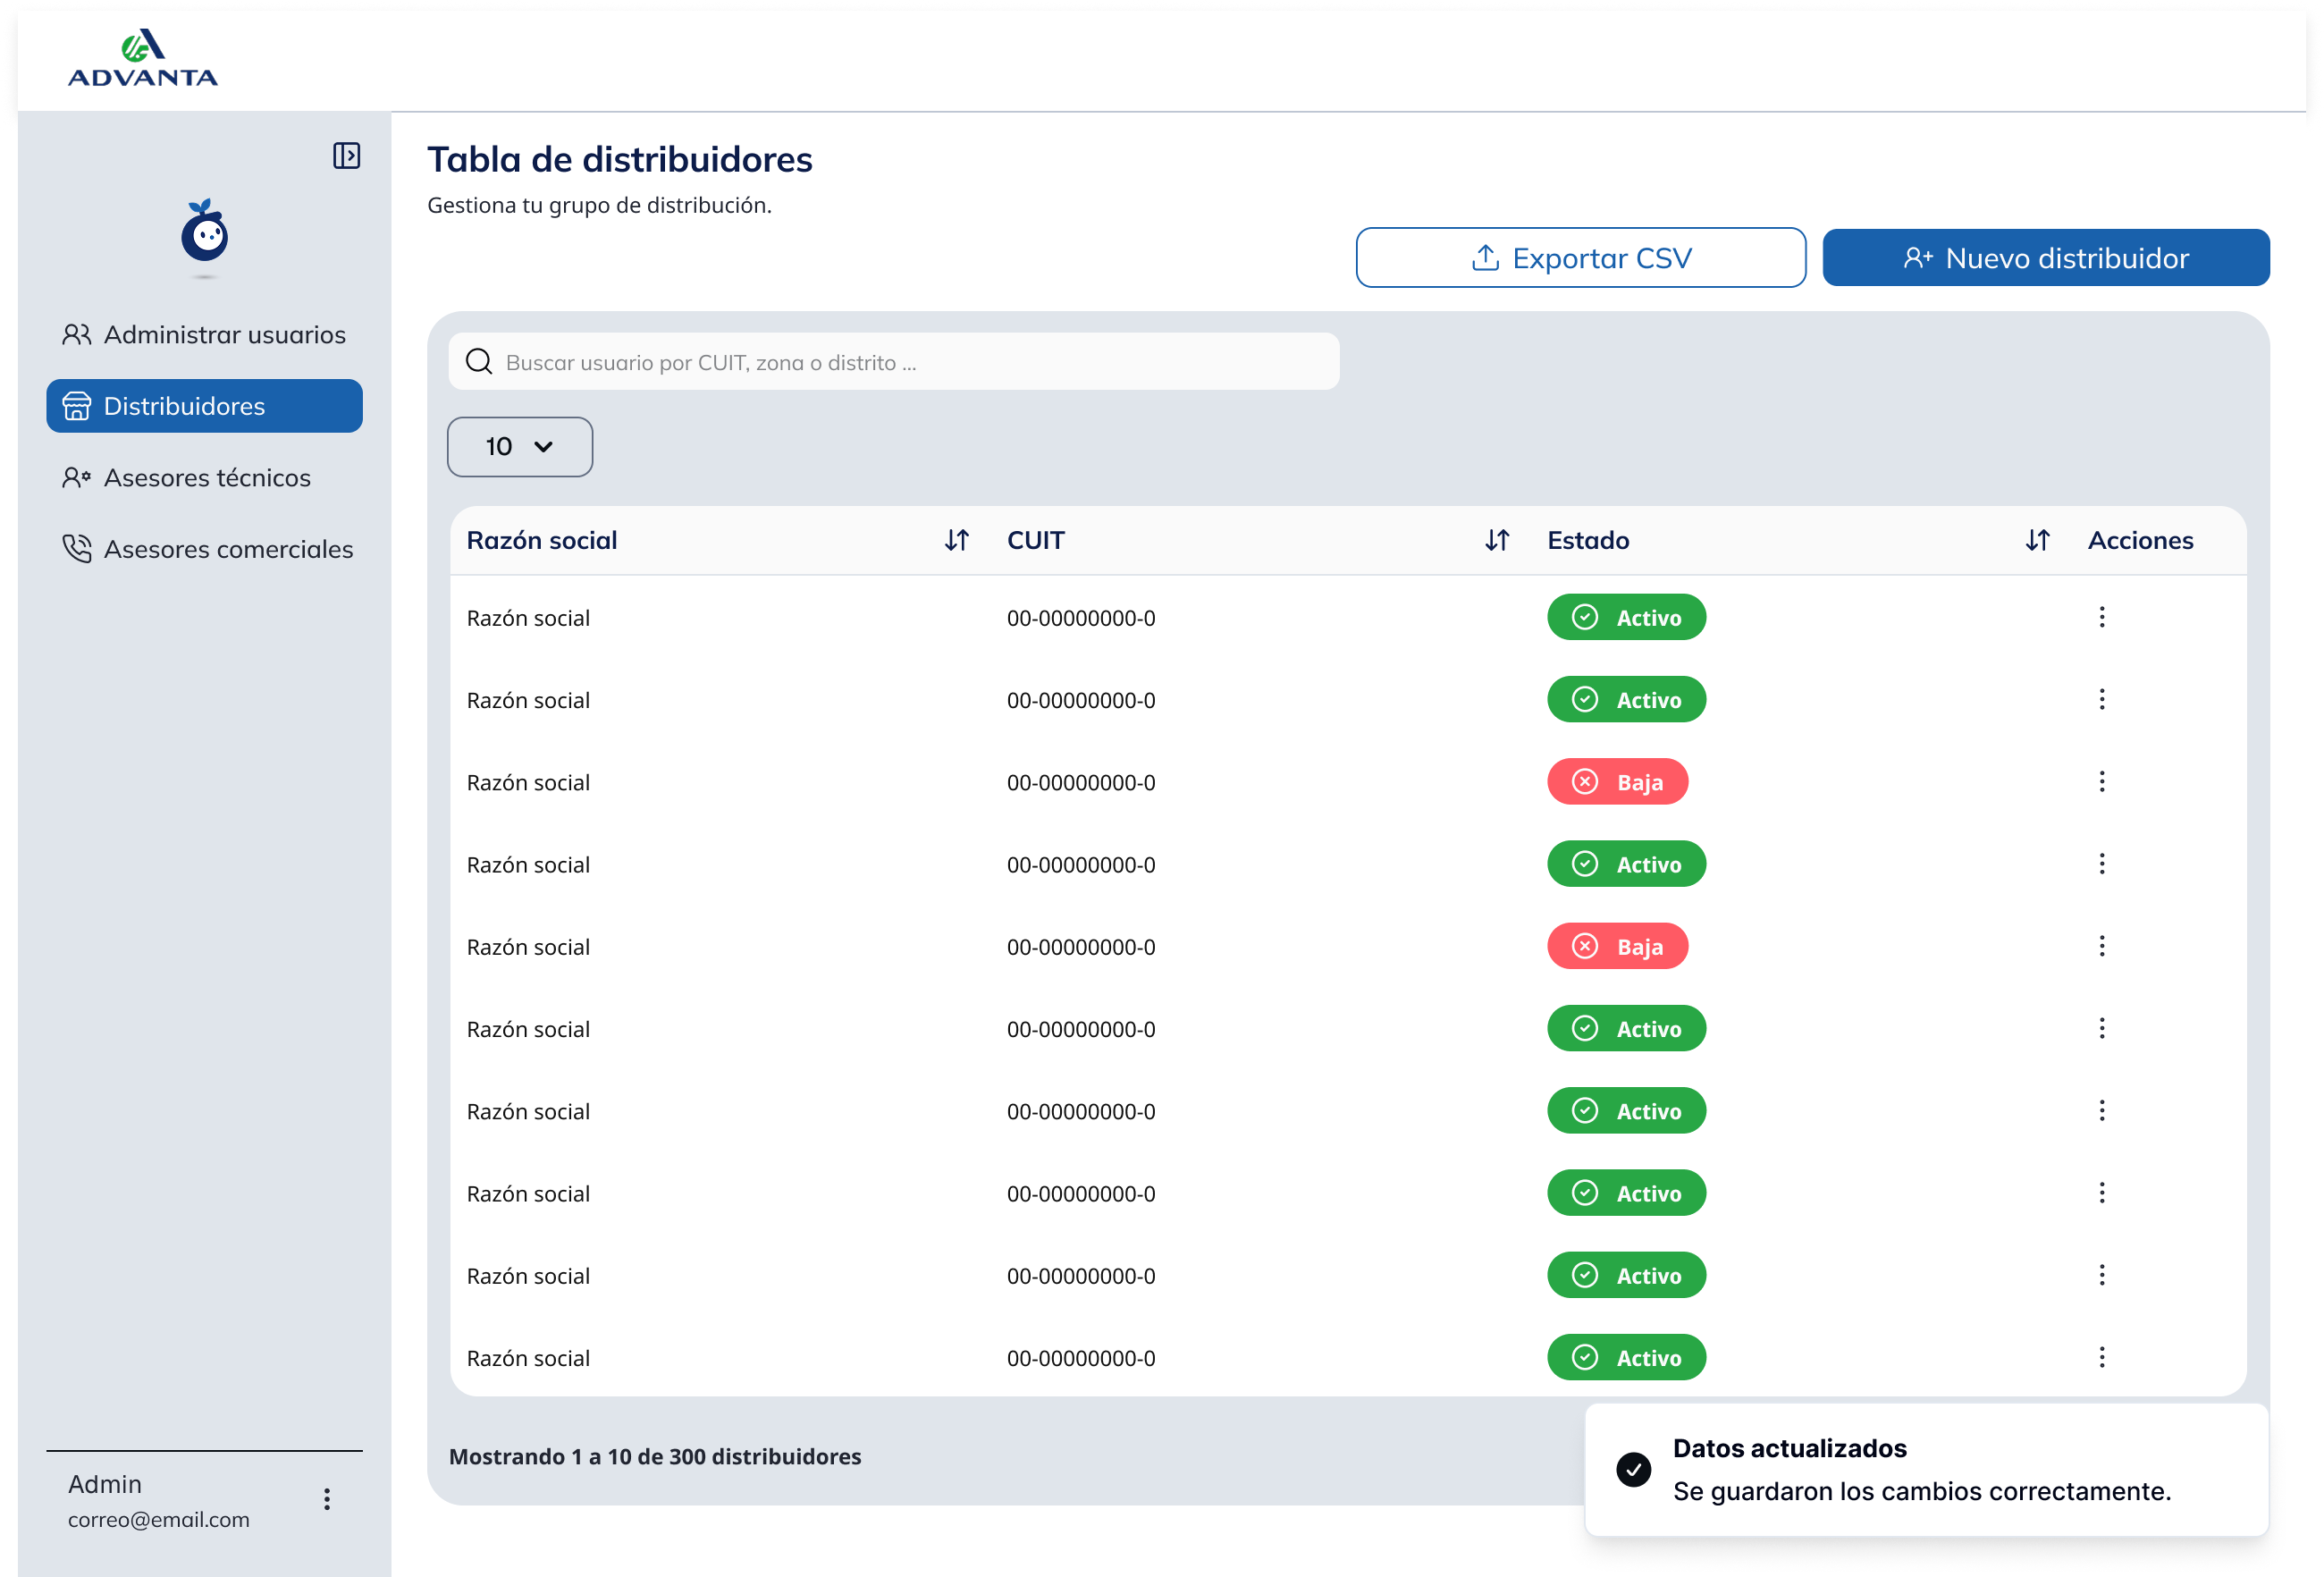 ADVANTA
Tabla de distribuidores
Gestiona tu grupo de distribución.
Exportar CSV
Nuevo distribuidor
Administrar usuarios
Distribuidores
Asesores técnicos
Asesores comerciales
Buscar usuario por CUIT, zona o distrito ...
10
Razón social CUIT Estado Acciones
Razón social 00-00000000-0 Activo
Razón social 00-00000000-0 Activo
Razón social 00-00000000-0 Baja
Razón social 00-00000000-0 Activo
Razón social 00-00000000-0 Baja
Razón social 00-00000000-0 Activo
Razón social 00-00000000-0 Activo
Razón social 00-00000000-0 Activo
Razón social 00-00000000-0 Activo
Razón social 00-00000000-0 Activo
Mostrando 1 a 10 de 300 distribuidores
Datos actualizados
Se guardaron los cambios correctamente.
Admin
correo@email.com